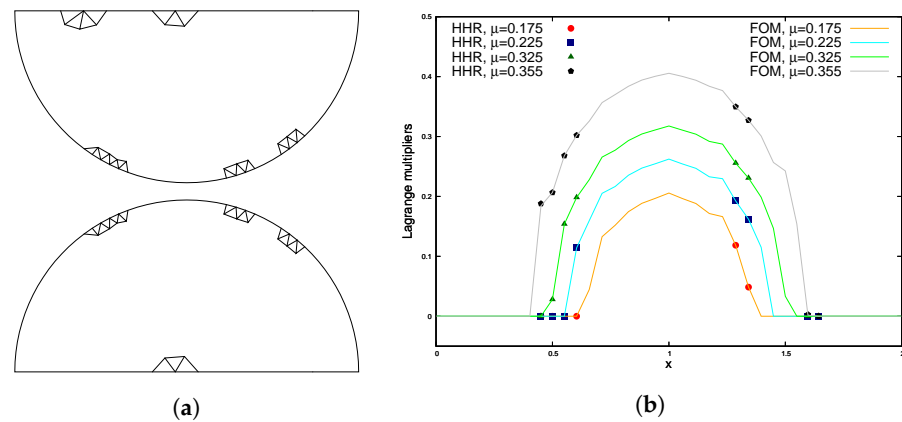 HHR, μ=0.175
HHR, μ=0.225
HHR, μ=0.325
HHR, μ=0.355
FOM, μ=0.175
FOM, μ=0.225
FOM, μ=0.325
FOM, μ=0.355
0.5
0.4
0.3
0.2
0.1
0
Lagrange multipliers
0 0.5 1 1.5 2
x
(a) (b)